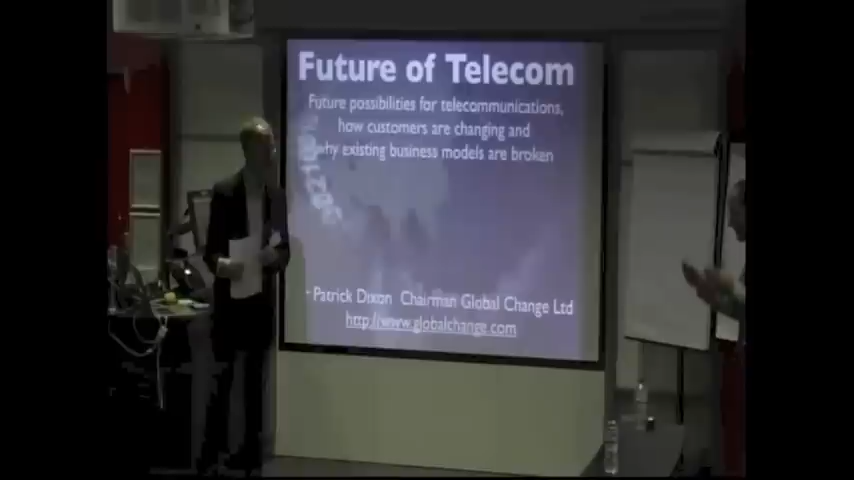 Future of Telecom
Future possibilities for telecommunications,
how customers are changing and
why existing business models are broken
- Patrick Dixon Chairman Global Change Ltd
http://www.globalchange.com